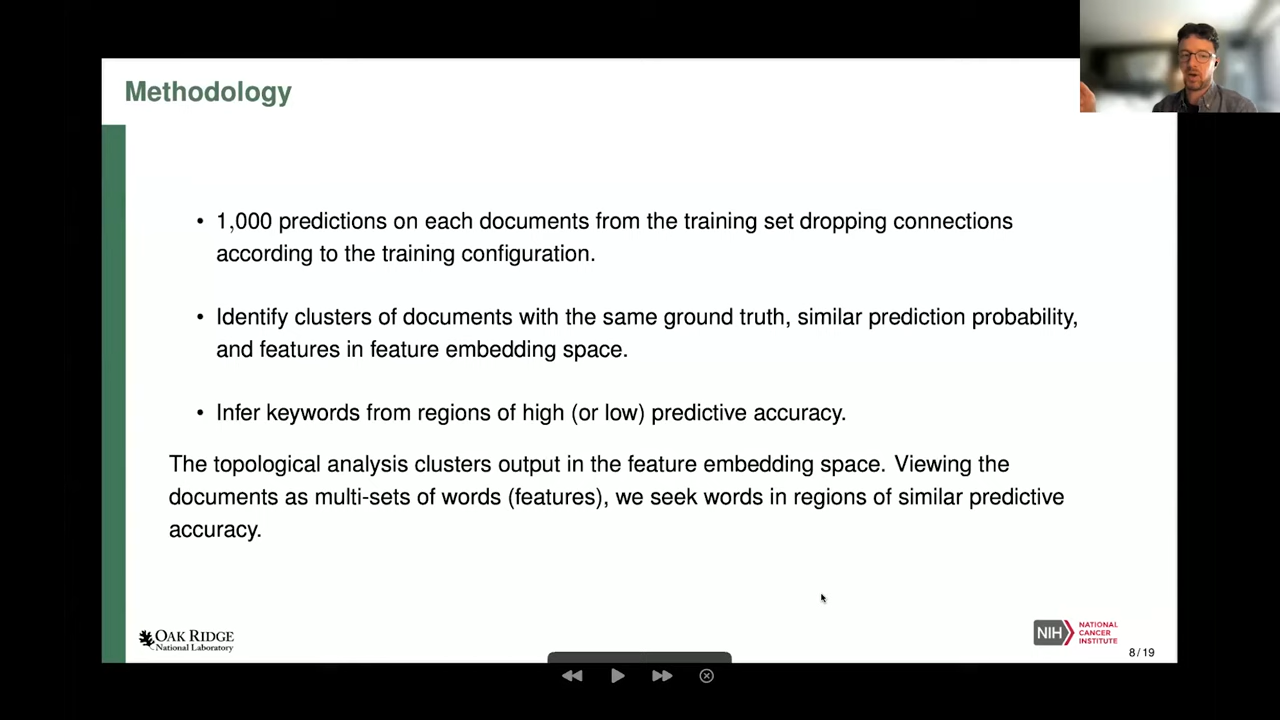 Methodology
• 1,000 predictions on each documents from the training set dropping connections
according to the training configuration.
• Identify clusters of documents with the same ground truth, similar prediction probability,
and features in feature embedding space.
• Infer keywords from regions of high (or low) predictive accuracy.
The topological analysis clusters output in the feature embedding space. Viewing the
documents as multi-sets of words (features), we seek words in regions of similar predictive
accuracy.
OAK RIDGE
National Laboratory
NIH
NATIONAL
CANCER
INSTITUTE
8 / 19